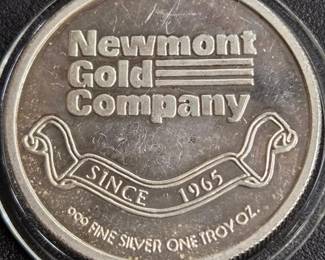 Newmont
Gold
Company
SINCE 1965
.999 FINE SILVER ONE TROY OZ.